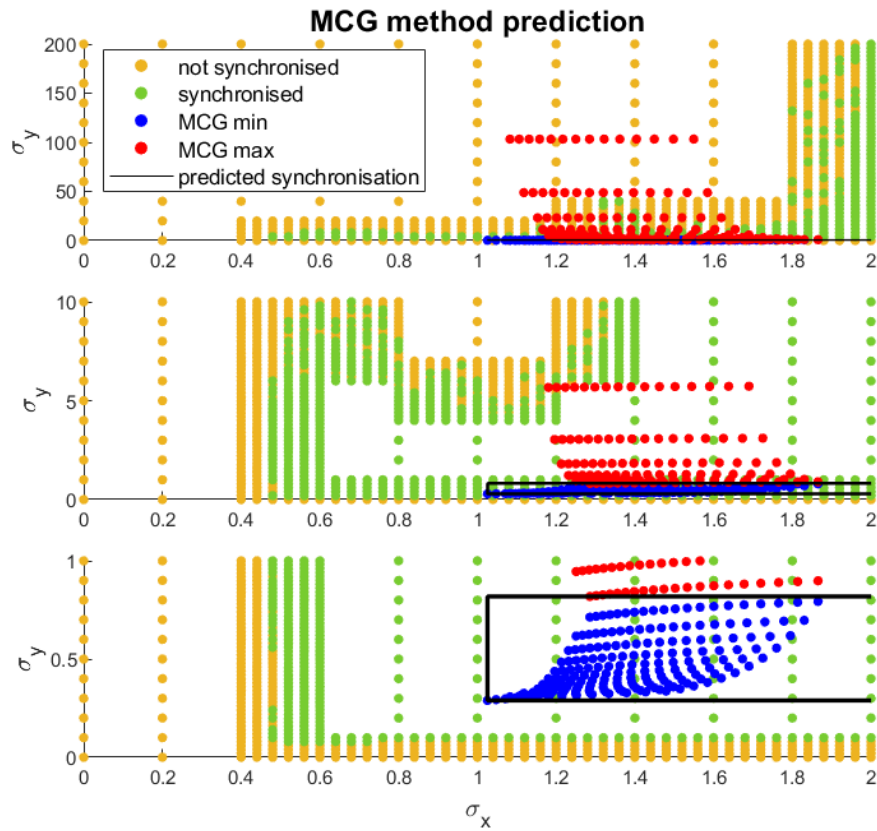 MCG method prediction
200
150
100
50
0
σ_y
not synchronised
synchronised
MCG min
MCG max
predicted synchronisation
0 0.2 0.4 0.6 0.8 1 1.2 1.4 1.6 1.8 2
10
5
0
σ_y
0 0.2 0.4 0.6 0.8 1 1.2 1.4 1.6 1.8 2
1
0.5
0
σ_y
0 0.2 0.4 0.6 0.8 1 1.2 1.4 1.6 1.8 2
σ_x